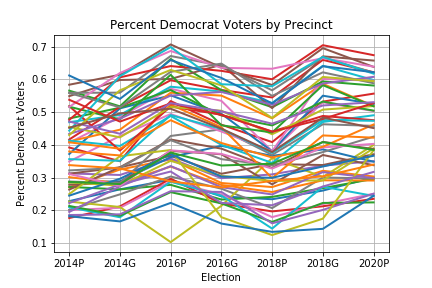 Percent Democrat Voters by Precinct
Percent Democrat Voters
0.7
0.6
0.5
0.4
0.3
0.2
0.1
2014P 2014G 2016P 2016G 2018P 2018G 2020P
Election